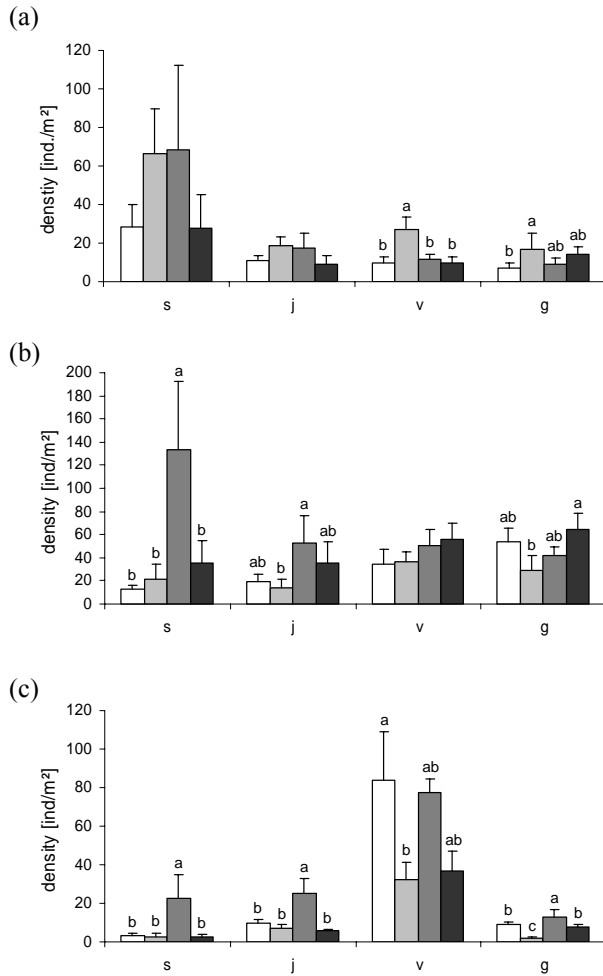 (a)
120
100
80
60
40
20
0
denstiy [ind./m²]
a
b b b
a
b ab ab
s j v g
(b)
200
180
160
140
120
100
80
60
40
20
0
density [ind/m²]
a
b b b
a
ab b ab
a
ab b ab
s j v g
(c)
120
100
80
60
40
20
0
density [ind/m²]
a
b b b
a
b b b
a
b ab ab
b c a b
s j v g